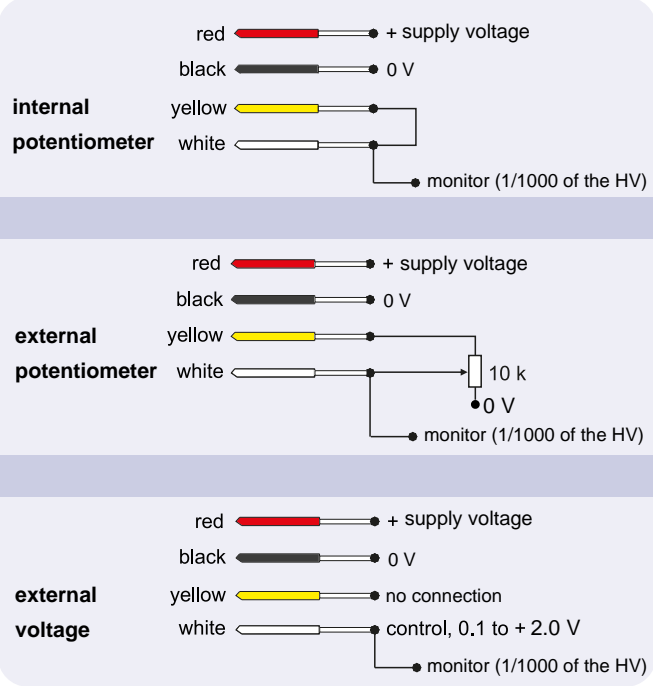 red + supply voltage
black 0 V
internal yellow
potentiometer white
monitor (1/1000 of the HV)
red + supply voltage
black 0 V
external yellow
potentiometer white 10 k
0 V
monitor (1/1000 of the HV)
red + supply voltage
black 0 V
external yellow no connection
voltage white control, 0.1 to + 2.0 V
monitor (1/1000 of the HV)